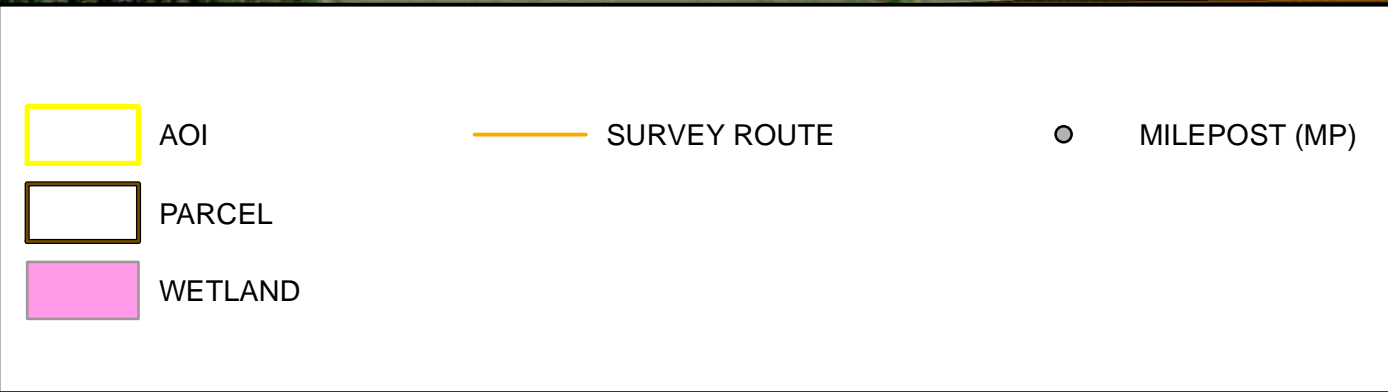 AOI
SURVEY ROUTE
MILEPOST (MP)
PARCEL
WETLAND